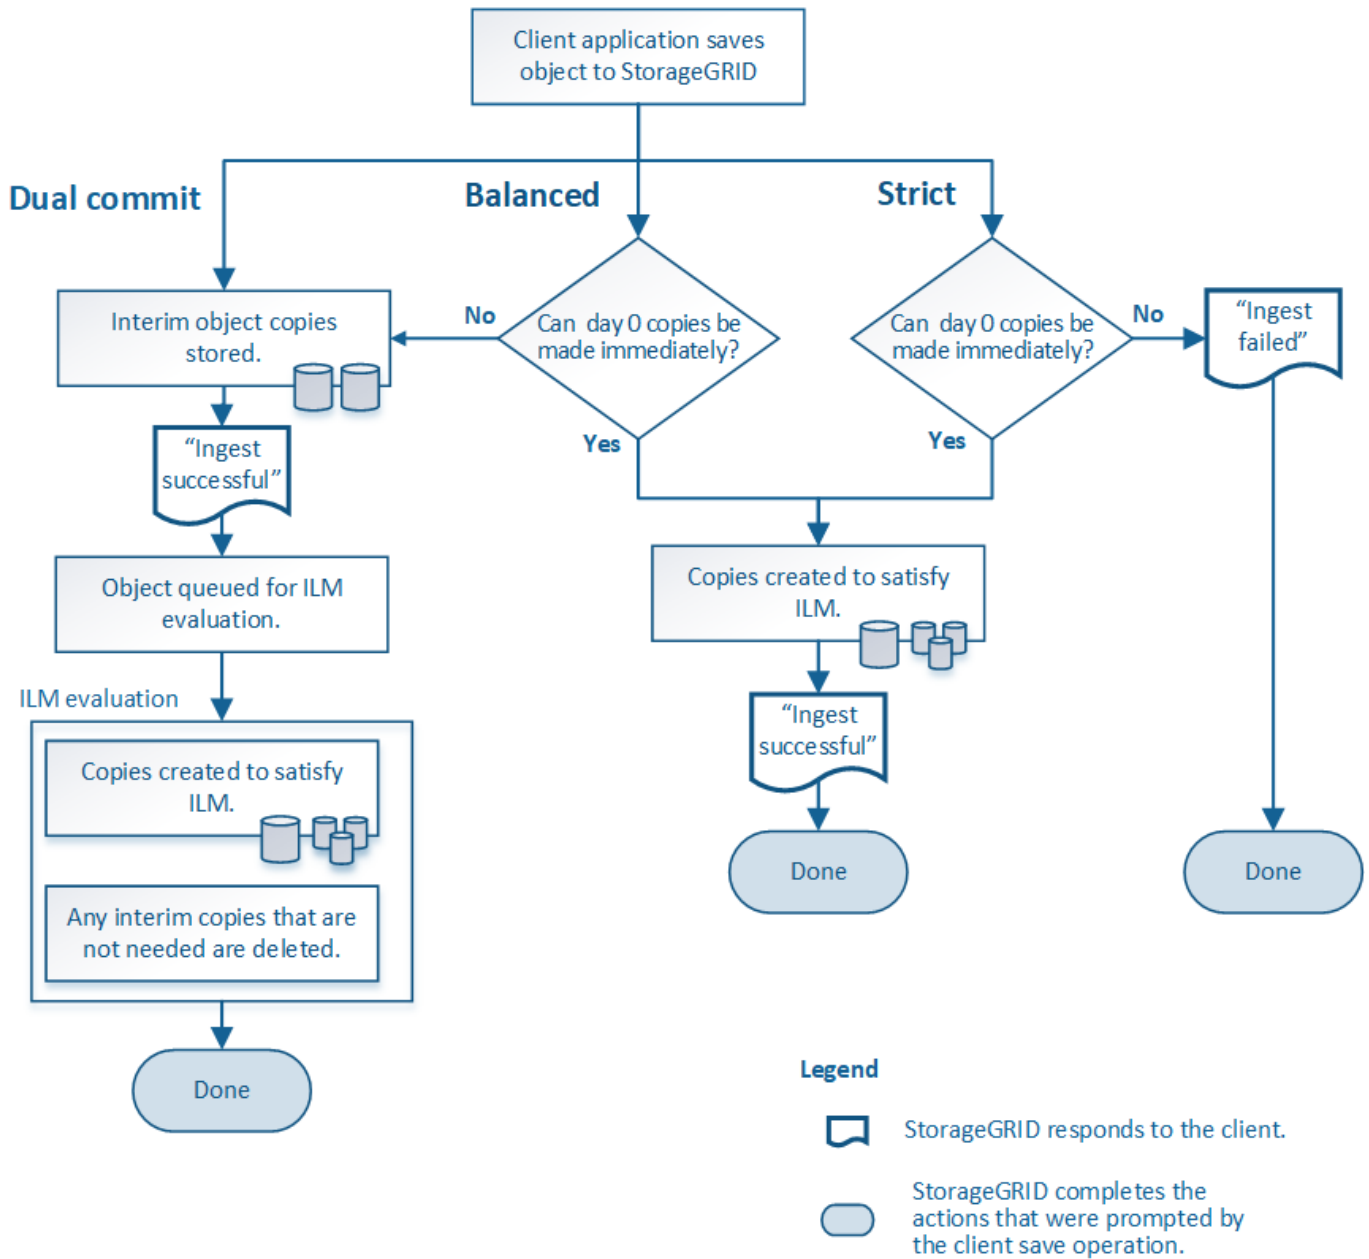 Client application saves
object to StorageGRID
Dual commit
Balanced
Strict
Interim object copies
stored.
No
Can day 0 copies be
made immediately?
Yes
Can day 0 copies be
made immediately?
No
Yes
“Ingest
failed”
“Ingest
successful”
Object queued for ILM
evaluation.
Copies created to satisfy
ILM.
ILM evaluation
“Ingest
successful”
Copies created to satisfy
ILM.
Any interim copies that are
not needed are deleted.
Done
Done
Done
Legend
StorageGRID responds to the client.
StorageGRID completes the
actions that were prompted by
the client save operation.